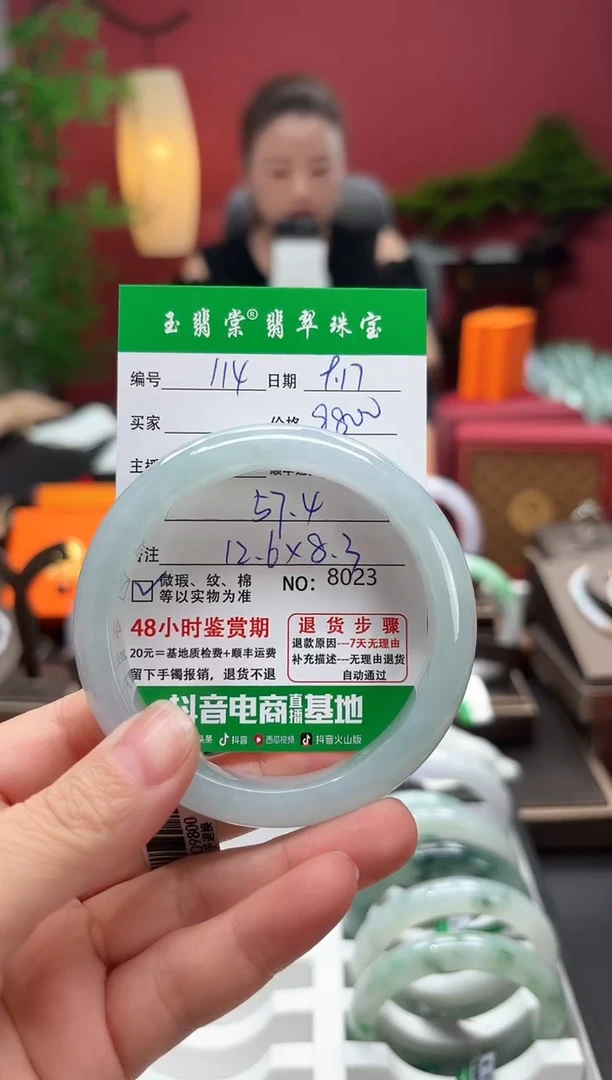 玉翡棠® 翡翠珠宝
编号 114 日期 9.17
买家 价格 9800
主播
57.4
备注 12.6×8.3
微瑕、纹、棉 NO: 8023
等以实物为准
48小时鉴赏期
20元=基地质检费+顺丰运费
留下手镯报销，退货不退
退货步骤
退款原因---7天无理由
补充描述---无理由退货
自动通过
抖音电商直播基地
头条 抖音 西瓜视频 抖音火山版
09800